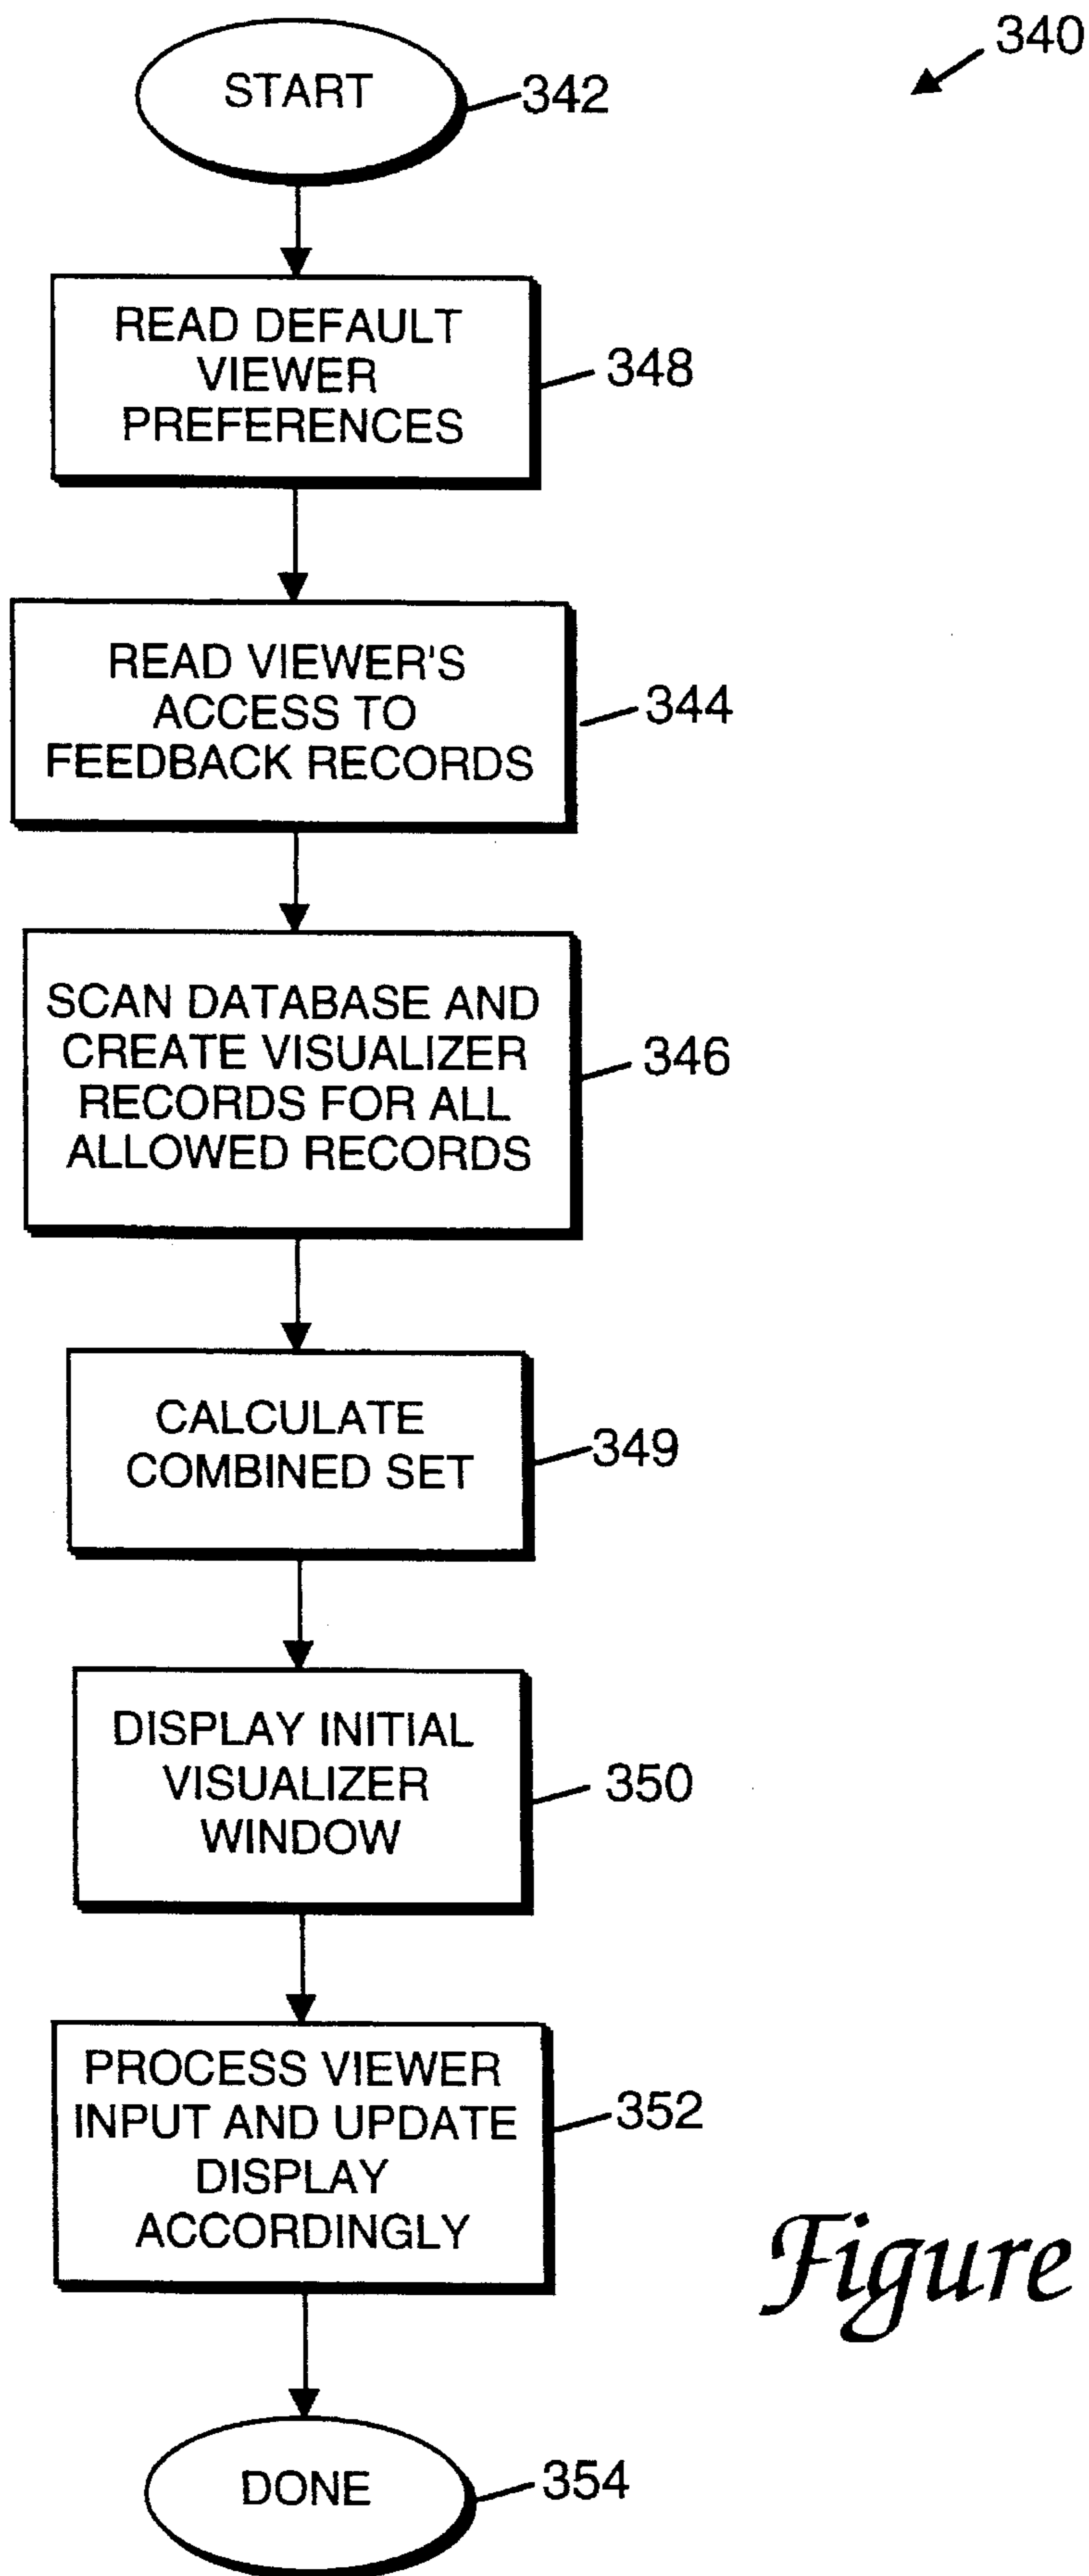 340
START
342
READ DEFAULT
VIEWER
PREFERENCES
348
READ VIEWER'S
ACCESS TO
FEEDBACK RECORDS
344
SCAN DATABASE AND
CREATE VISUALIZER
RECORDS FOR ALL
ALLOWED RECORDS
346
CALCULATE
COMBINED SET
349
DISPLAY INITIAL
VISUALIZER
WINDOW
350
PROCESS VIEWER
INPUT AND UPDATE
DISPLAY
ACCORDINGLY
352
Figure
DONE
354